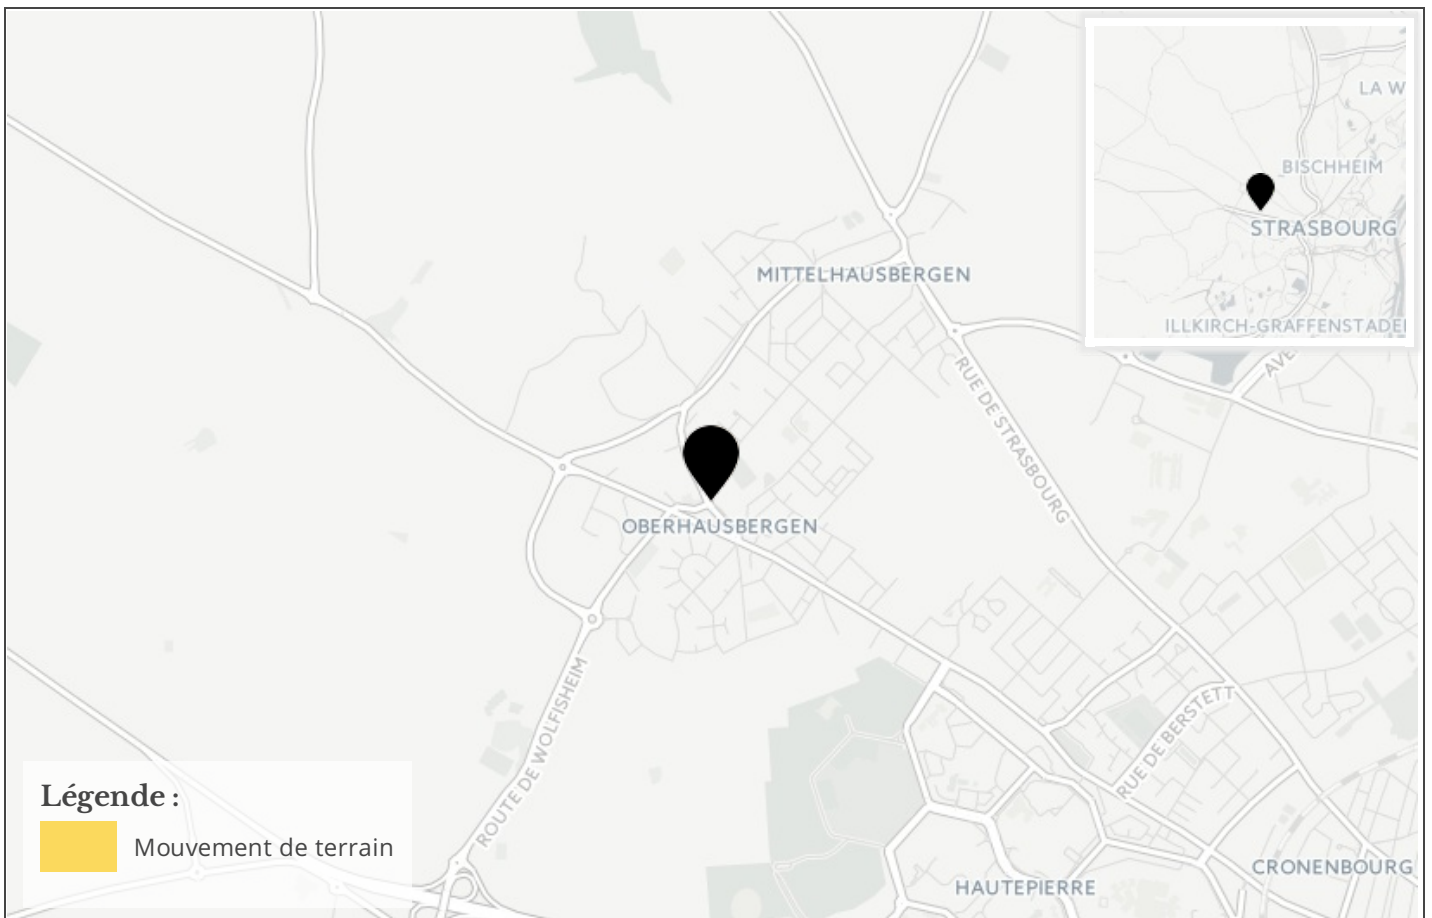 LA W
BISCHHEIM
STRASBOURG
ILLKIRCH-GRAFFENSTADEI
MITTELHAUSBERGEN
AVE
RUE DE STRASBOURG
OBERHAUSBERGEN
ROUTE DE WOLFISHEIM
RUE DE BERSTETT
Légende :
Mouvement de terrain
CRONENBOURG
HAUTEPIERRE